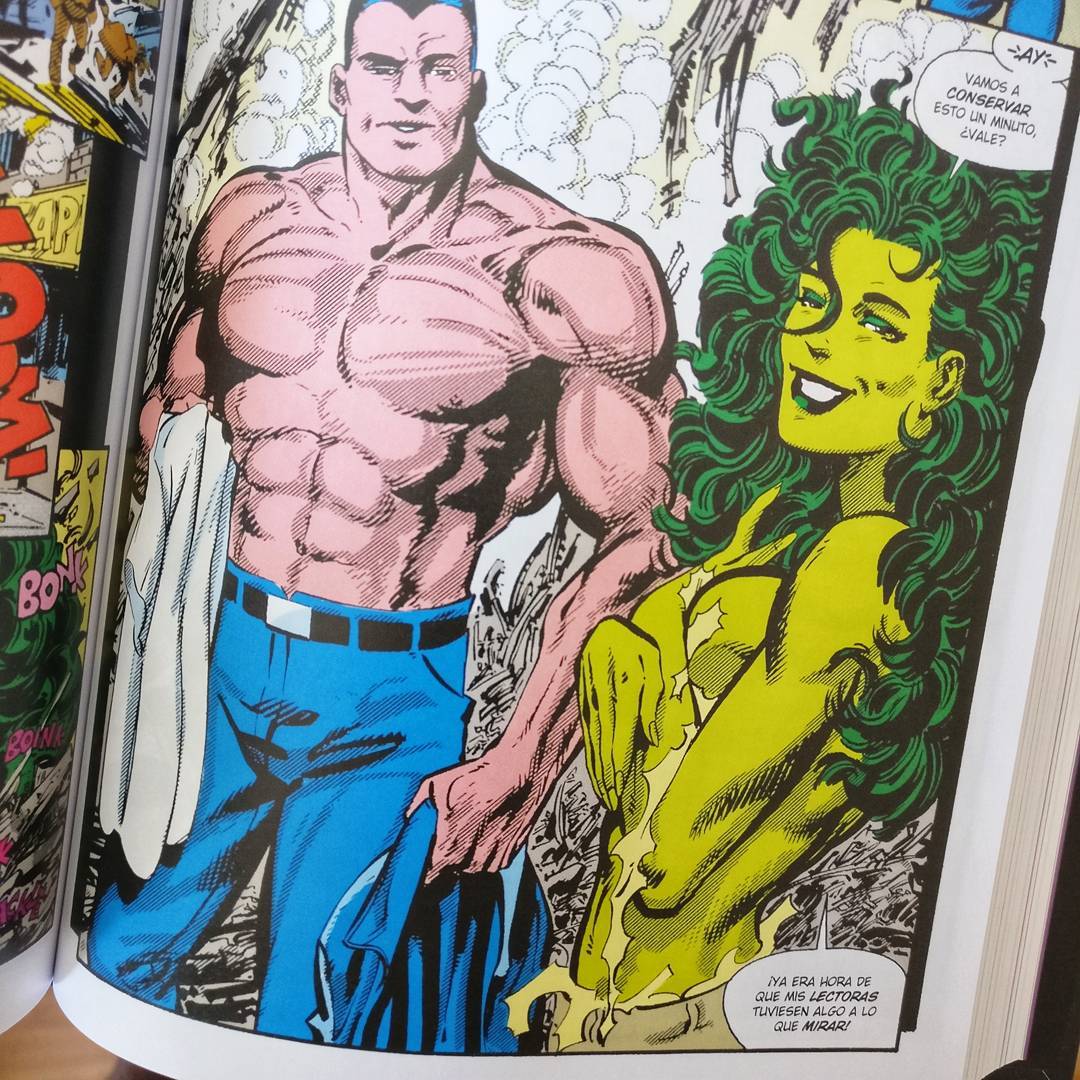 -AY-
VAMOS A
CONSERVAR
ESTO UN MINUTO,
¿VALE?
BONK
BOINK
¡YA ERA HORA DE
QUE MIS LECTORAS
TUVIESEN ALGO A LO
QUE MIRAR!